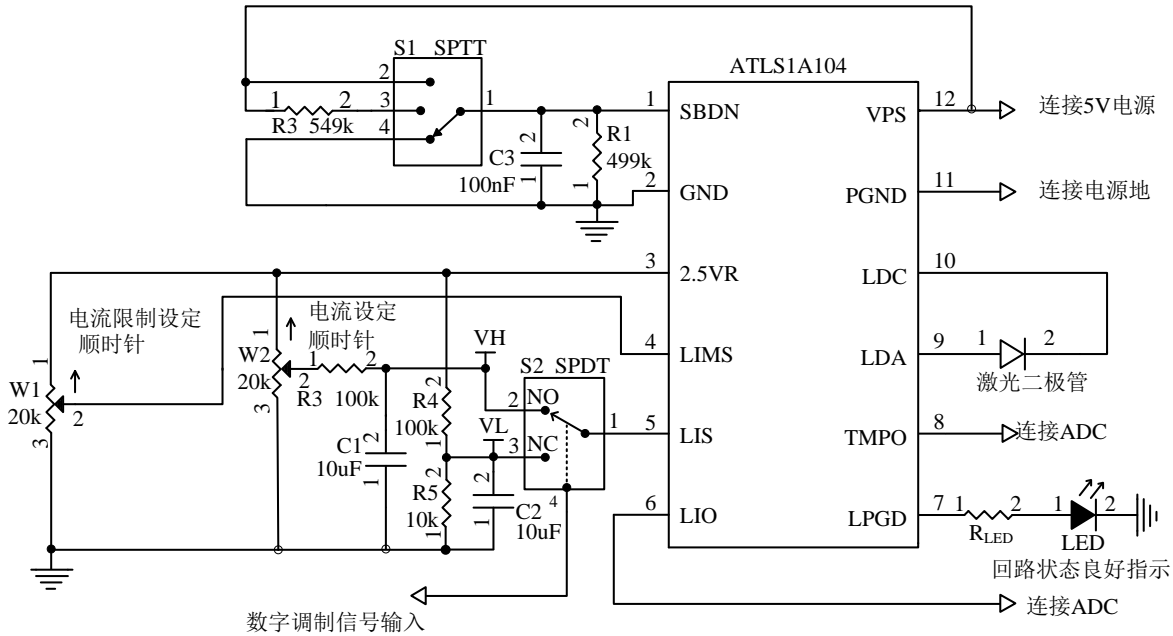 S1 SPTT
ATLS1A104
2
1 2
3
1
1
SBDN
VPS
12
连接5V电源
R3 549k
4
2
C3
1
100nF
2
R1
499k
1
2
GND
PGND
11
连接电源地
3
2.5VR
LDC
10
电流限制设定
顺时针
电流设定
顺时针
1
W1
20k
3
2
1
W2
20k
3
2
1 2
R3 100k
VH
S2 SPDT
4
LIMS
LDA
9
1 2
激光二极管
2
R4
100k
1
VL
2
NO
3
NC
1
5
LIS
TMPO
8
连接ADC
C1
2
10uF
1
2
R5
10k
1
2
1
C2
10uF
4
6
LIO
LPGD
7
1 2
RLED
1 2
LED
回路状态良好指示
数字调制信号输入
连接ADC